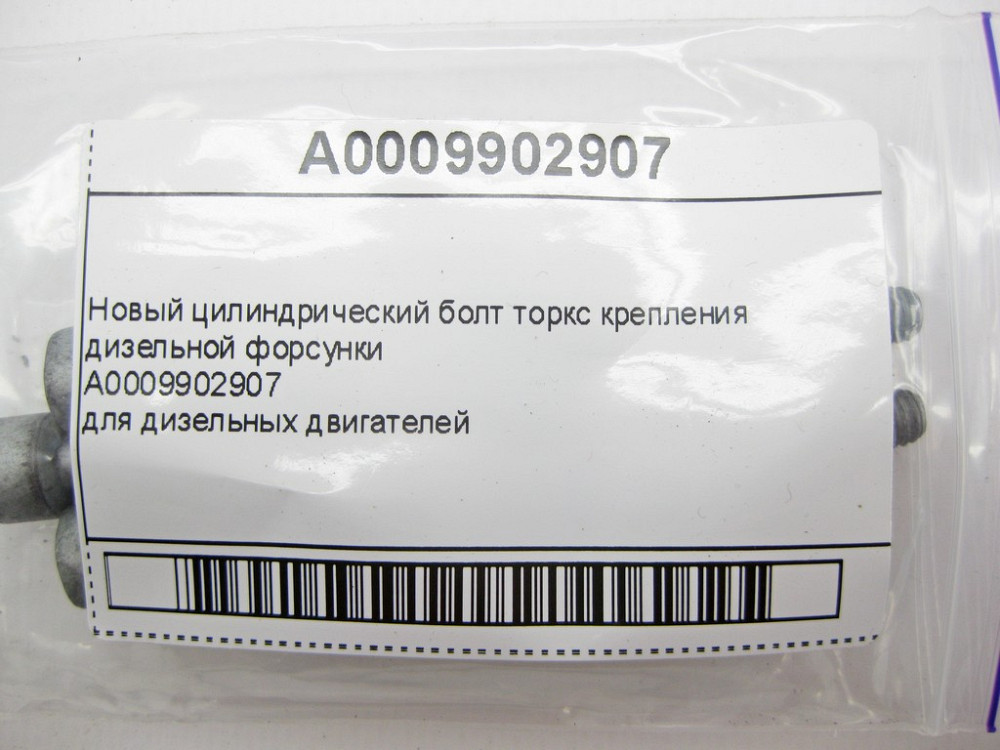 A0009902907
Новый цилиндрический болт торкс крепления
дизельной форсунки
A0009902907
для дизельных двигателей